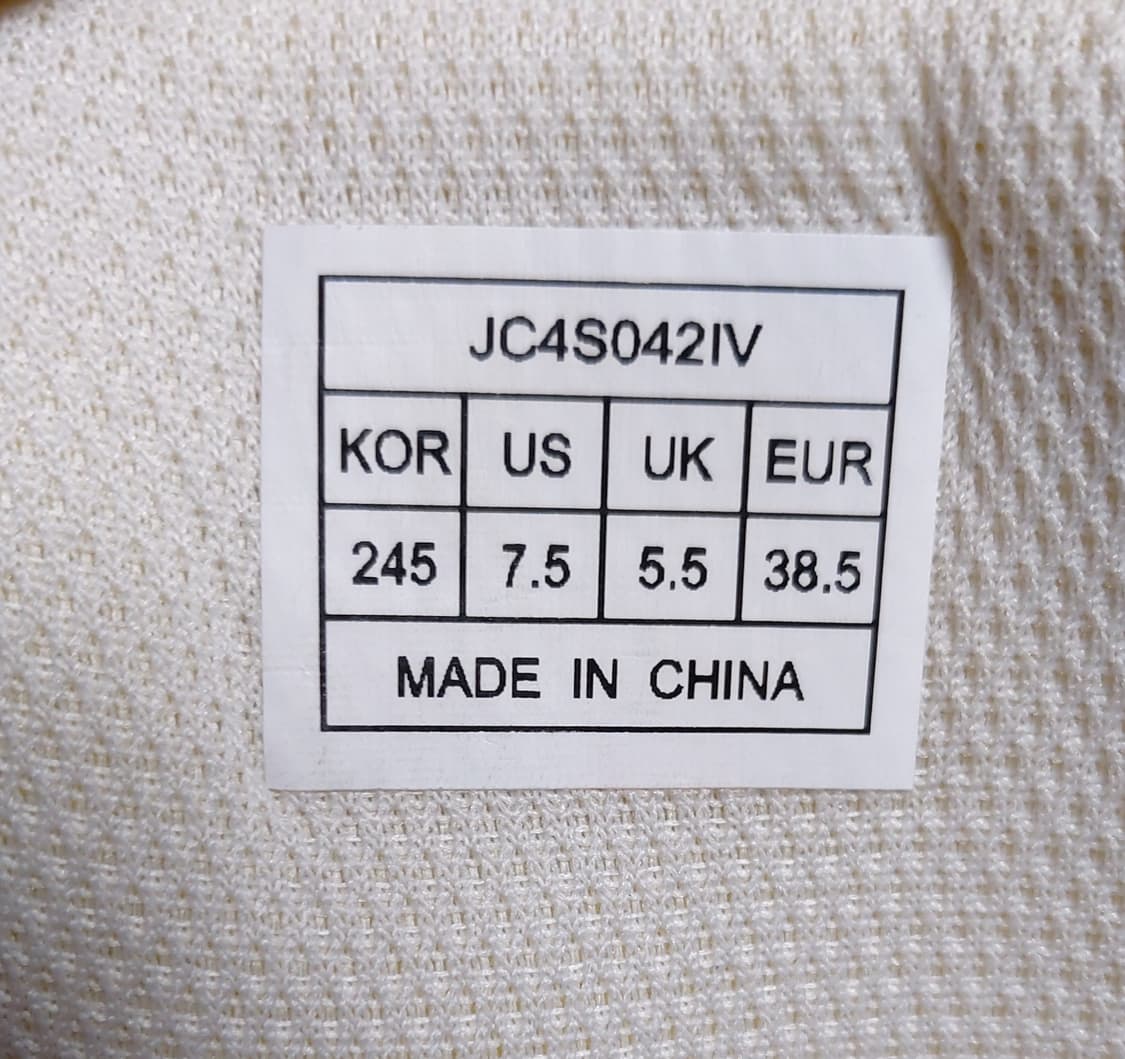 JC4S042IV
KOR US UK EUR
245 7.5 5.5 38.5
MADE IN CHINA